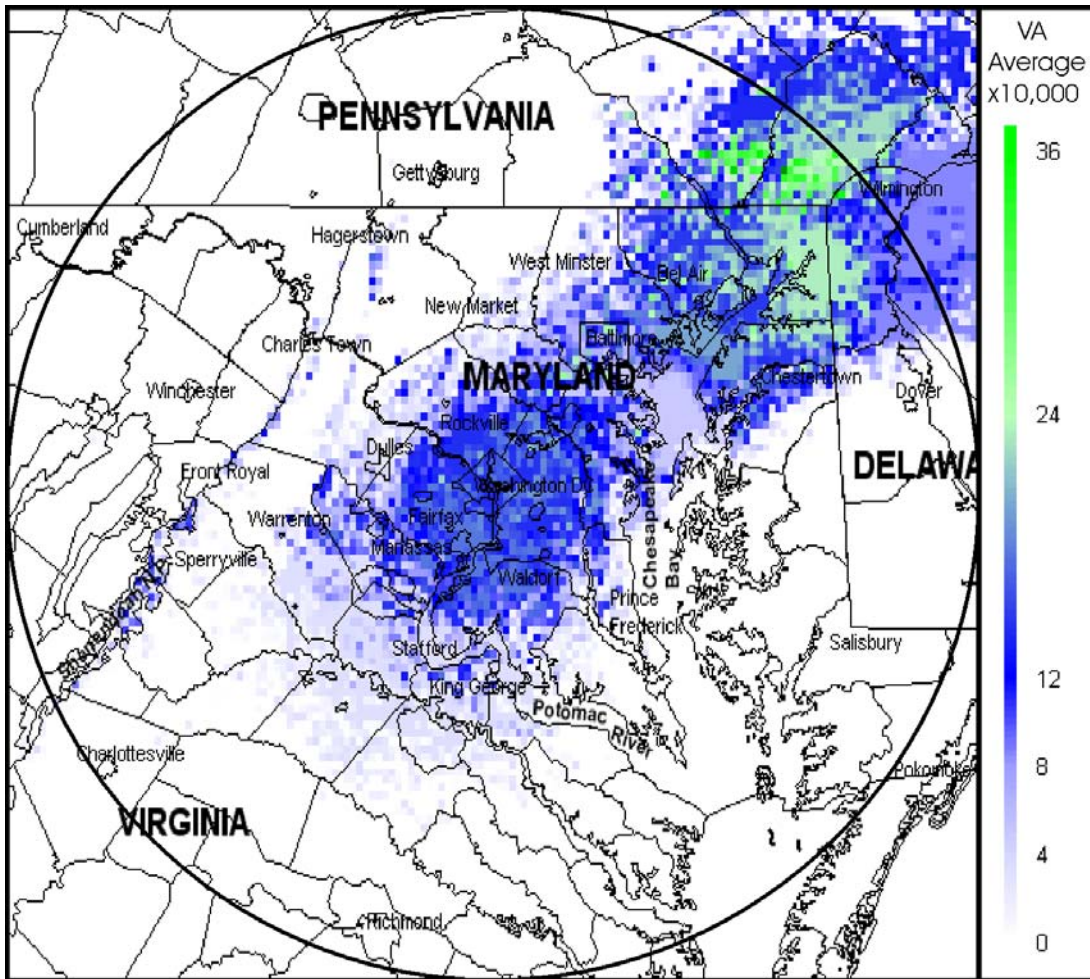 VA
Average
x10,000
36
24
12
8
4
0
PENNSYLVANIA
Gettysburg
Wilmington
Cumberland
Hagerstown
West Minster
Bel Air
New Market
Charles Town
Baltimore
MARYLAND
Winchester
Chestertown
Dover
Rockville
Dulles
Front Royal
DELAWA
Washington DC
Warrenton
Fairfax
Chesapeake
Bay
Manassas
Sperryville
Waldorf
Prince
Frederick
Stafford
Salisbury
King George
Potomac
River
Charlottesville
Pokomoke
VIRGINIA
Richmond